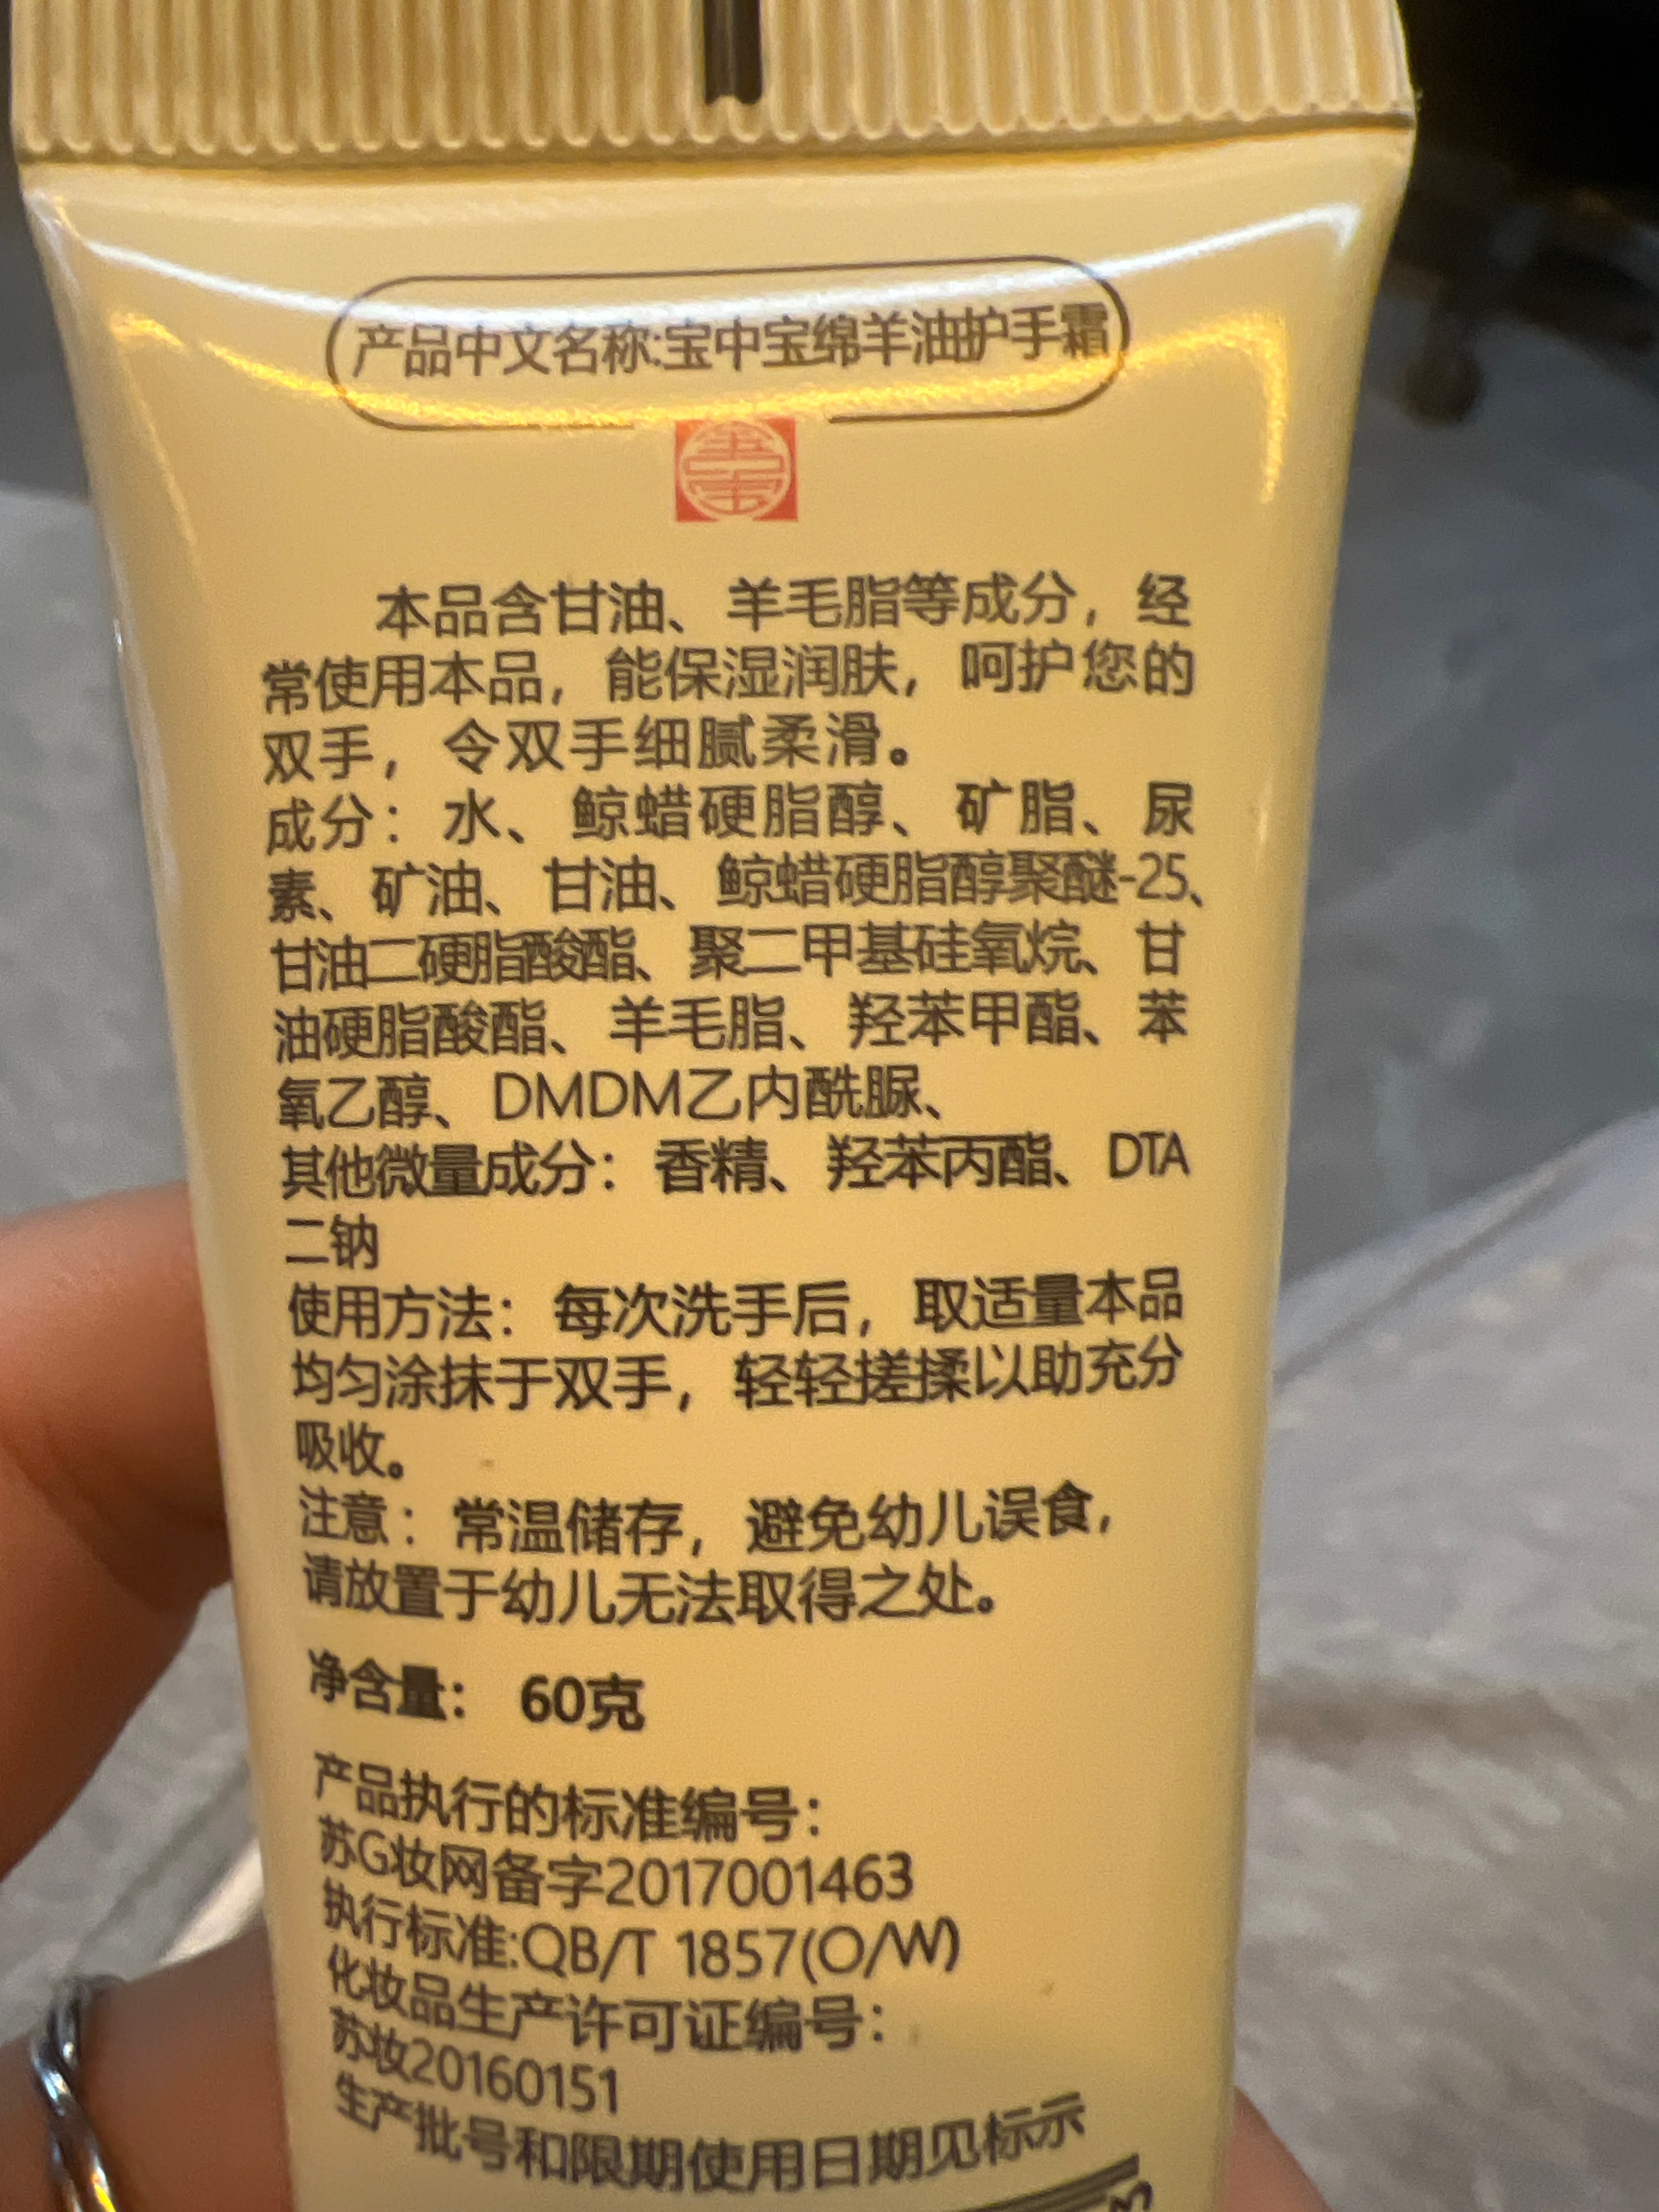 产品中文名称:宝中宝绵羊油护手霜
本品含甘油、羊毛脂等成分，经
常使用本品，能保湿润肤，呵护您的
双手，令双手细腻柔滑。
成分：水、鲸蜡硬脂醇、矿脂、尿
素、矿油、甘油、鲸蜡硬脂醇聚醚-25、
甘油二硬脂酸酯、聚二甲基硅氧烷、甘
油硬脂酸酯、羊毛脂、羟苯甲酯、苯
氧乙醇、DMDM乙内酰脲、
其他微量成分：香精、羟苯丙酯、DTA
二钠
使用方法：每次洗手后，取适量本品
均匀涂抹于双手，轻轻搓揉以助充分
吸收。
注意：常温储存，避免幼儿误食，
请放置于幼儿无法取得之处。
净含量： 60克
产品执行的标准编号：
苏G妆网备字2017001463
执行标准:QB/T 1857(O/W)
化妆品生产许可证编号：
苏妆20160151
生产批号和限期使用日期见标示